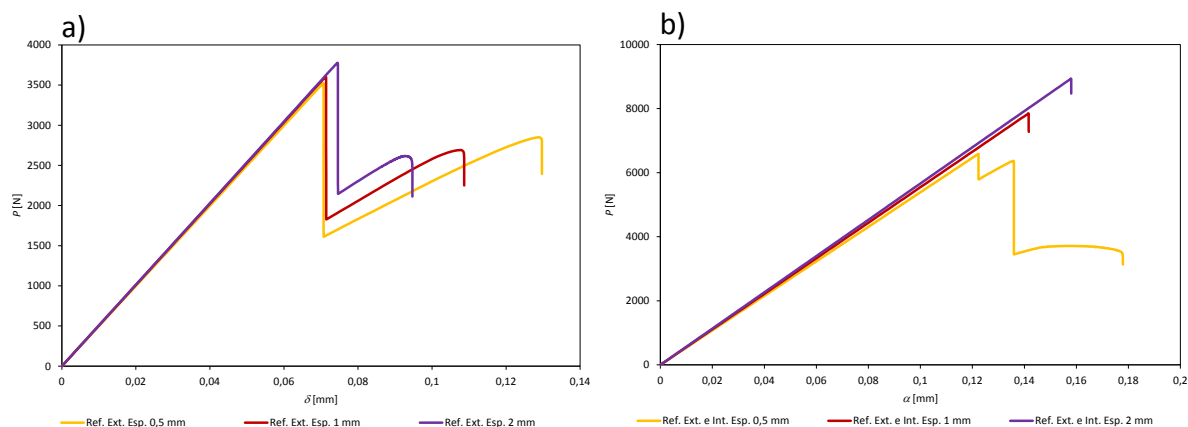 a)
4000
3500
3000
2500
2000
1500
1000
500
0
P [N]
0 0,02 0,04 0,06 0,08 0,1 0,12 0,14
δ [mm]
Ref. Ext. Esp. 0,5 mm Ref. Ext. Esp. 1 mm Ref. Ext. Esp. 2 mm
b)
10000
8000
6000
4000
2000
0
P [N]
0 0,02 0,04 0,06 0,08 0,1 0,12 0,14 0,16 0,18 0,2
α [mm]
Ref. Ext. e Int. Esp. 0,5 mm Ref. Ext. e Int. Esp. 1 mm Ref. Ext. e Int. Esp. 2 mm